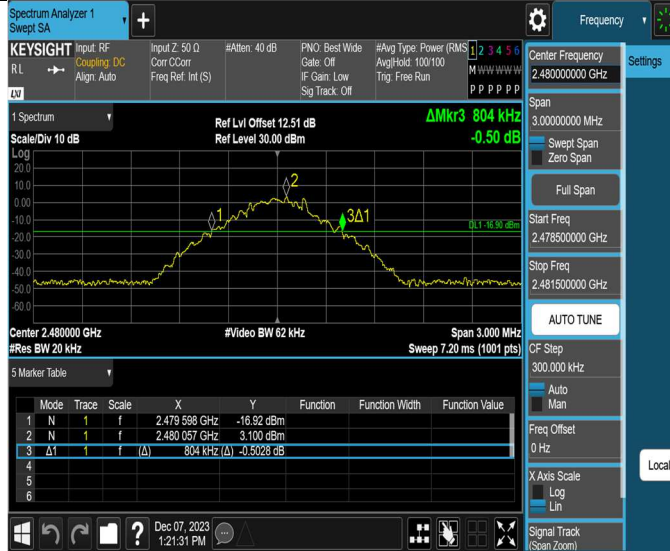 Spectrum Analyzer 1
Swept SA
Frequency
KEYSIGHT
RL
LXI
Input: RF
Coupling: DC
Align: Auto
Input Z: 50 Ω
Corr CCorr
Freq Ref: Int (S)
#Atten: 40 dB
PNO: Best Wide
Gate: Off
IF Gain: Low
Sig Track: Off
#Avg Type: Power (RMS
Avg|Hold: 100/100
Trig: Free Run
1 2 3 4 5 6
M W W W W W
P P P P P P
1 Spectrum
Scale/Div 10 dB
Ref Lvl Offset 12.51 dB
Ref Level 30.00 dBm
ΔMkr3 804 kHz
-0.50 dB
Log
20.0
10.0
0.00
-10.0
-20.0
-30.0
-40.0
-50.0
-60.0
1
2
3Δ1
DL1 -16.90 dBm
Center 2.480000 GHz
#Res BW 20 kHz
#Video BW 62 kHz
Span 3.000 MHz
Sweep 7.20 ms (1001 pts)
5 Marker Table
Mode Trace Scale X Y Function Function Width Function Value
1 N 1 f 2.479 598 GHz -16.92 dBm
2 N 1 f 2.480 057 GHz 3.100 dBm
3 Δ1 1 f (Δ) 804 kHz (Δ) -0.5028 dB
4
5
6
Dec 07, 2023
1:21:31 PM
Center Frequency
2.480000000 GHz
Span
3.00000000 MHz
Swept Span
Zero Span
Full Span
Start Freq
2.478500000 GHz
Stop Freq
2.481500000 GHz
AUTO TUNE
CF Step
300.000 kHz
Auto
Man
Freq Offset
0 Hz
X Axis Scale
Log
Lin
Signal Track
(Span Zoom)
Settings
Local